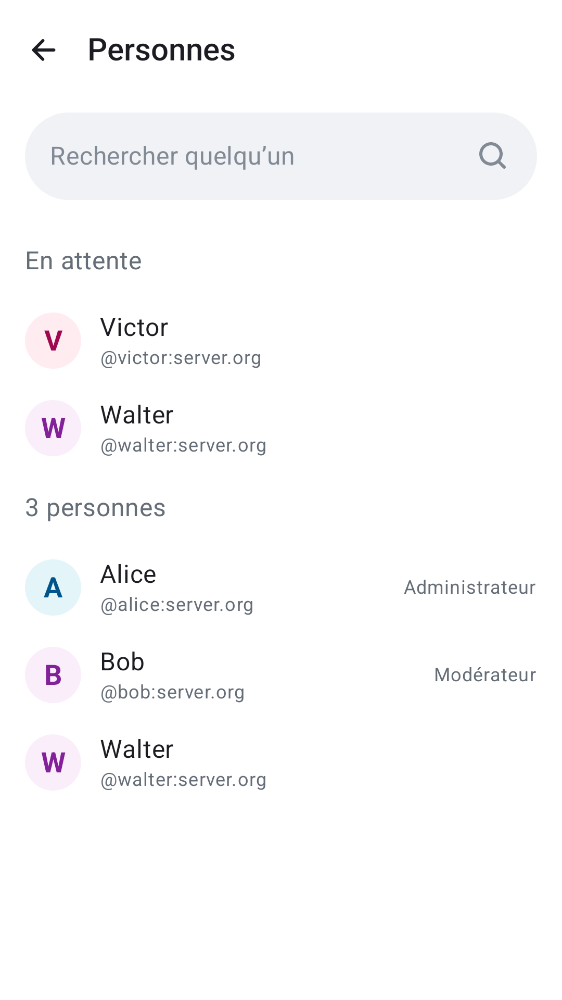 Personnes
Rechercher quelqu’un
En attente
V
Victor
@victor:server.org
W
Walter
@walter:server.org
3 personnes
A
Alice
@alice:server.org
Administrateur
B
Bob
@bob:server.org
Modérateur
W
Walter
@walter:server.org